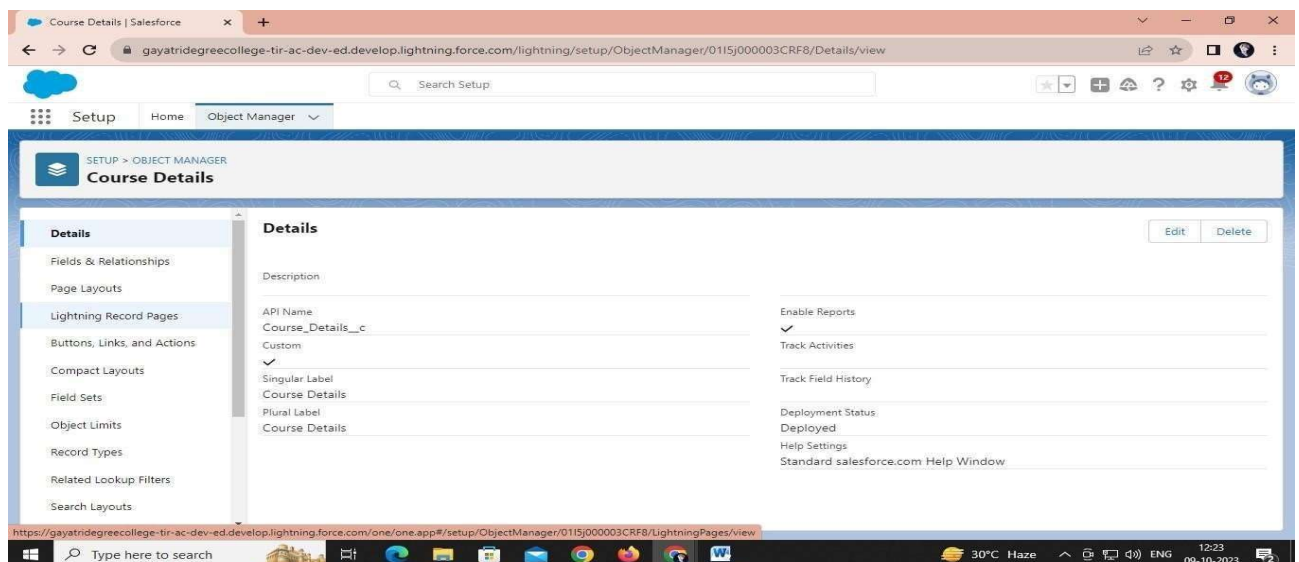 Course Details | Salesforce
gayatridegreecollege-tir-ac-dev-ed.develop.lightning.force.com/lightning/setup/ObjectManager/01I5j000003CRF8/Details/view
Search Setup
12
Setup Home Object Manager
SETUP > OBJECT MANAGER
Course Details
Details
Fields & Relationships
Page Layouts
Lightning Record Pages
Buttons, Links, and Actions
Compact Layouts
Field Sets
Object Limits
Record Types
Related Lookup Filters
Search Layouts
Details
Edit Delete
Description
API Name
Course_Details__c
Custom
Singular Label
Course Details
Plural Label
Course Details
Enable Reports
Track Activities
Track Field History
Deployment Status
Deployed
Help Settings
Standard salesforce.com Help Window
https://gayatridegreecollege-tir-ac-dev-ed.develop.lightning.force.com/one/one.app#/setup/ObjectManager/01I5j000003CRF8/LightningPages/view
Type here to search
30°C Haze
ENG
12:23
09-10-2023